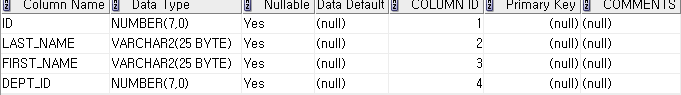 Column Name Data Type Nullable Data Default COLUMN ID Primary Key COMMENTS
ID NUMBER(7,0) Yes (null) 1 (null) (null)
LAST_NAME VARCHAR2(25 BYTE) Yes (null) 2 (null) (null)
FIRST_NAME VARCHAR2(25 BYTE) Yes (null) 3 (null) (null)
DEPT_ID NUMBER(7,0) Yes (null) 4 (null) (null)